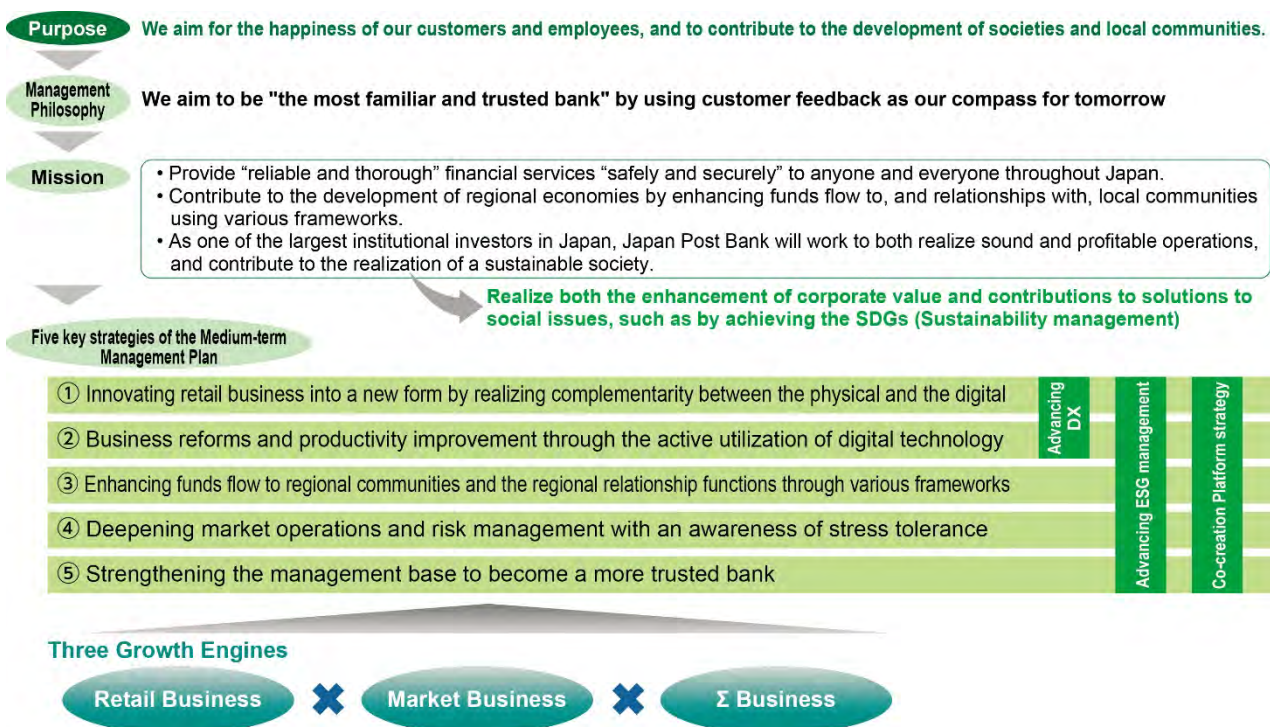 Purpose
We aim for the happiness of our customers and employees, and to contribute to the development of societies and local communities.
Management
Philosophy
We aim to be "the most familiar and trusted bank" by using customer feedback as our compass for tomorrow
Mission
• Provide “reliable and thorough” financial services “safely and securely” to anyone and everyone throughout Japan.
• Contribute to the development of regional economies by enhancing funds flow to, and relationships with, local communities
using various frameworks.
• As one of the largest institutional investors in Japan, Japan Post Bank will work to both realize sound and profitable operations,
and contribute to the realization of a sustainable society.
Realize both the enhancement of corporate value and contributions to solutions to
social issues, such as by achieving the SDGs (Sustainability management)
Five key strategies of the Medium-term
Management Plan
① Innovating retail business into a new form by realizing complementarity between the physical and the digital
② Business reforms and productivity improvement through the active utilization of digital technology
③ Enhancing funds flow to regional communities and the regional relationship functions through various frameworks
④ Deepening market operations and risk management with an awareness of stress tolerance
⑤ Strengthening the management base to become a more trusted bank
Advancing
DX
Advancing ESG management
Co-creation Platform strategy
Three Growth Engines
Retail Business
Market Business
Σ Business